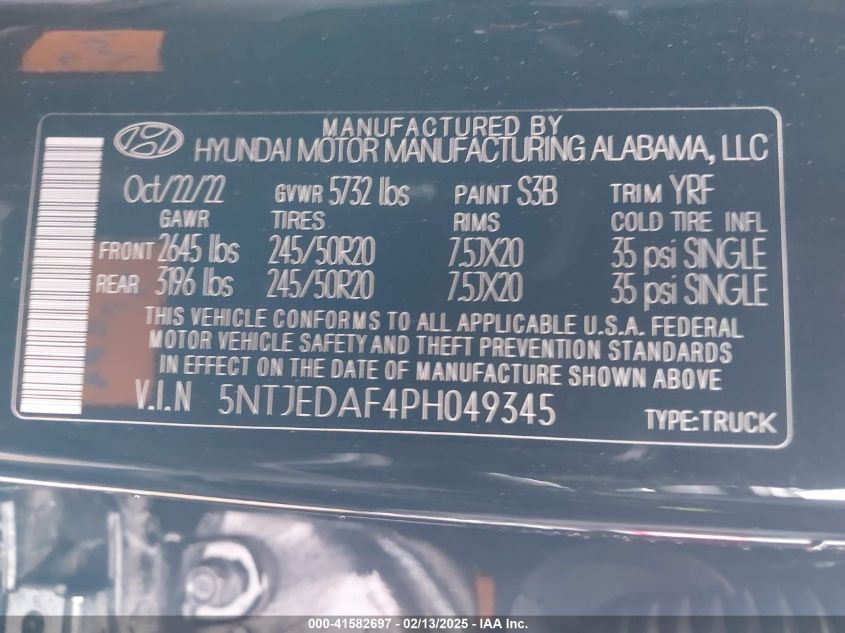 MANUFACTURED BY
HYUNDAI MOTOR MANUFACTURING ALABAMA, LLC
Oct/22/22 GVWR 5732 lbs PAINT S3B TRIM YRF
GAWR TIRES RIMS COLD TIRE INFL
FRONT 2645 lbs 245/50R20 7.5JX20 35 psi SINGLE
REAR 3196 lbs 245/50R20 7.5JX20 35 psi SINGLE
THIS VEHICLE CONFORMS TO ALL APPLICABLE U.S.A. FEDERAL
MOTOR VEHICLE SAFETY AND THEFT PREVENTION STANDARDS
IN EFFECT ON THE DATE OF MANUFACTURE SHOWN ABOVE
V.I.N 5NTJEDAF4PH049345 TYPE:TRUCK
000-41582697 - 02/13/2025 - IAA Inc.